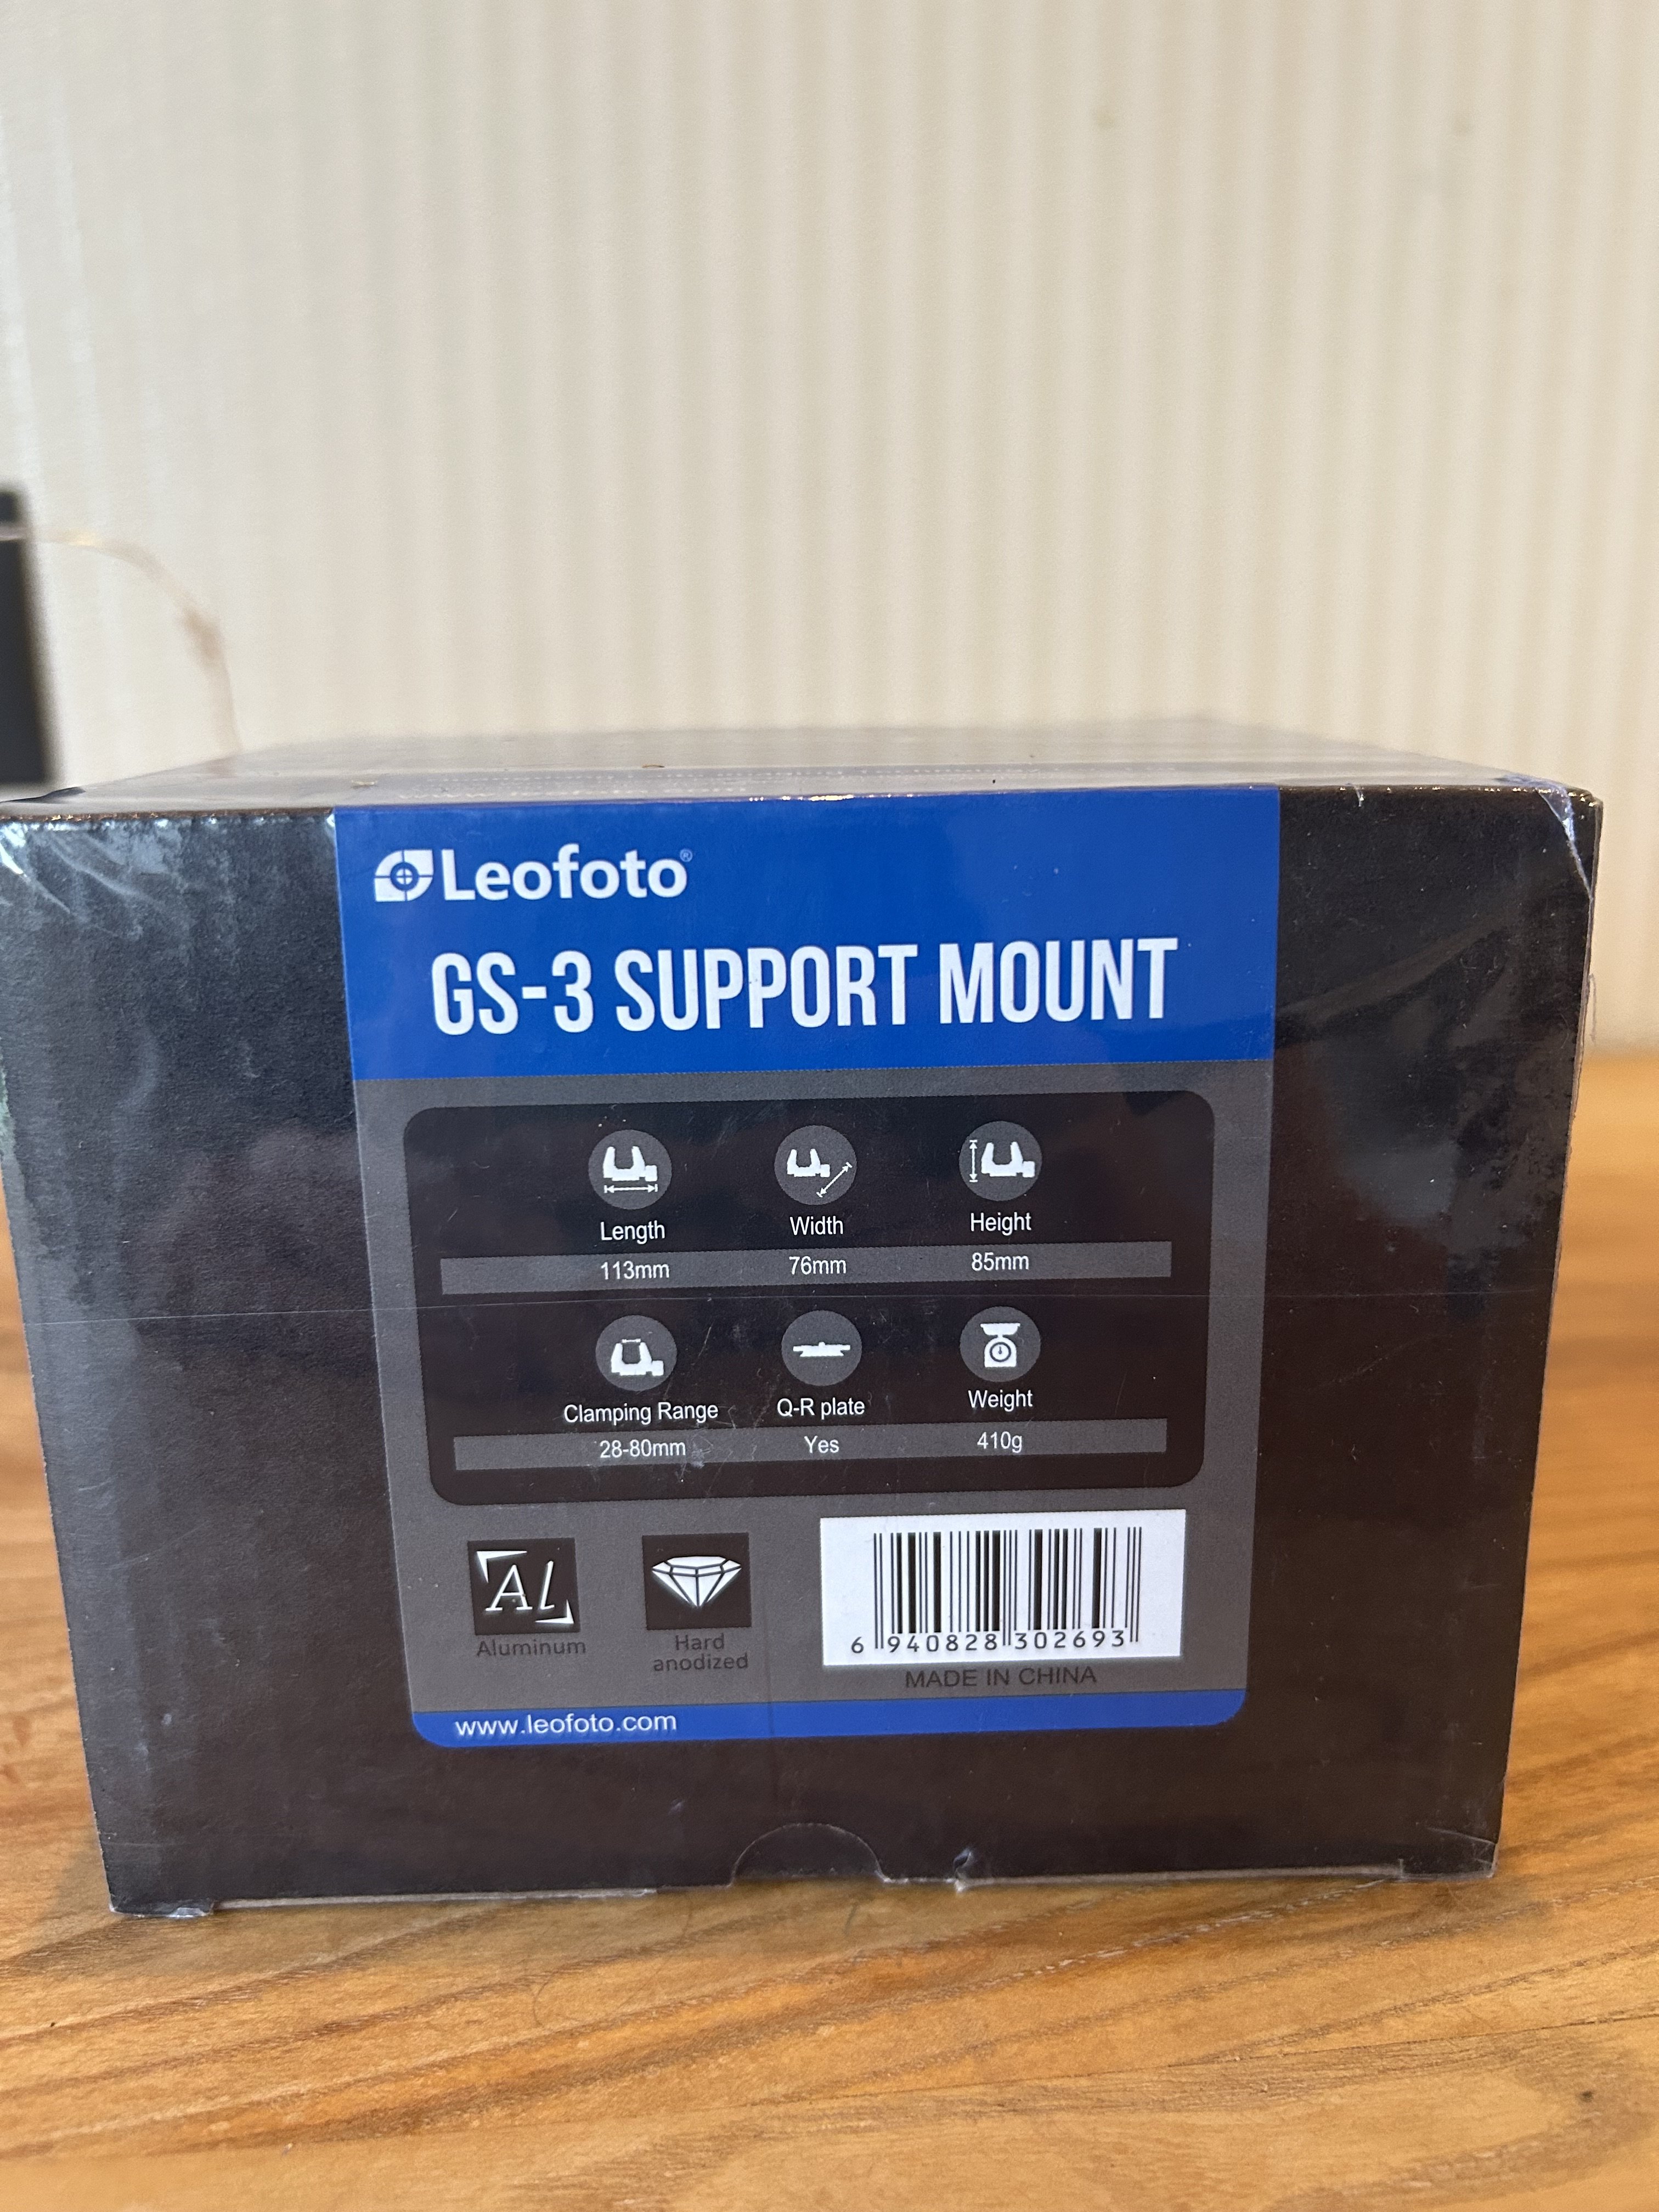 Leofoto®
GS-3 SUPPORT MOUNT
Length Width Height
113mm 76mm 85mm
Clamping Range Q-R plate Weight
28-80mm Yes 410g
AL
Aluminum
Hard
anodized
6 940828 302693
MADE IN CHINA
www.leofoto.com